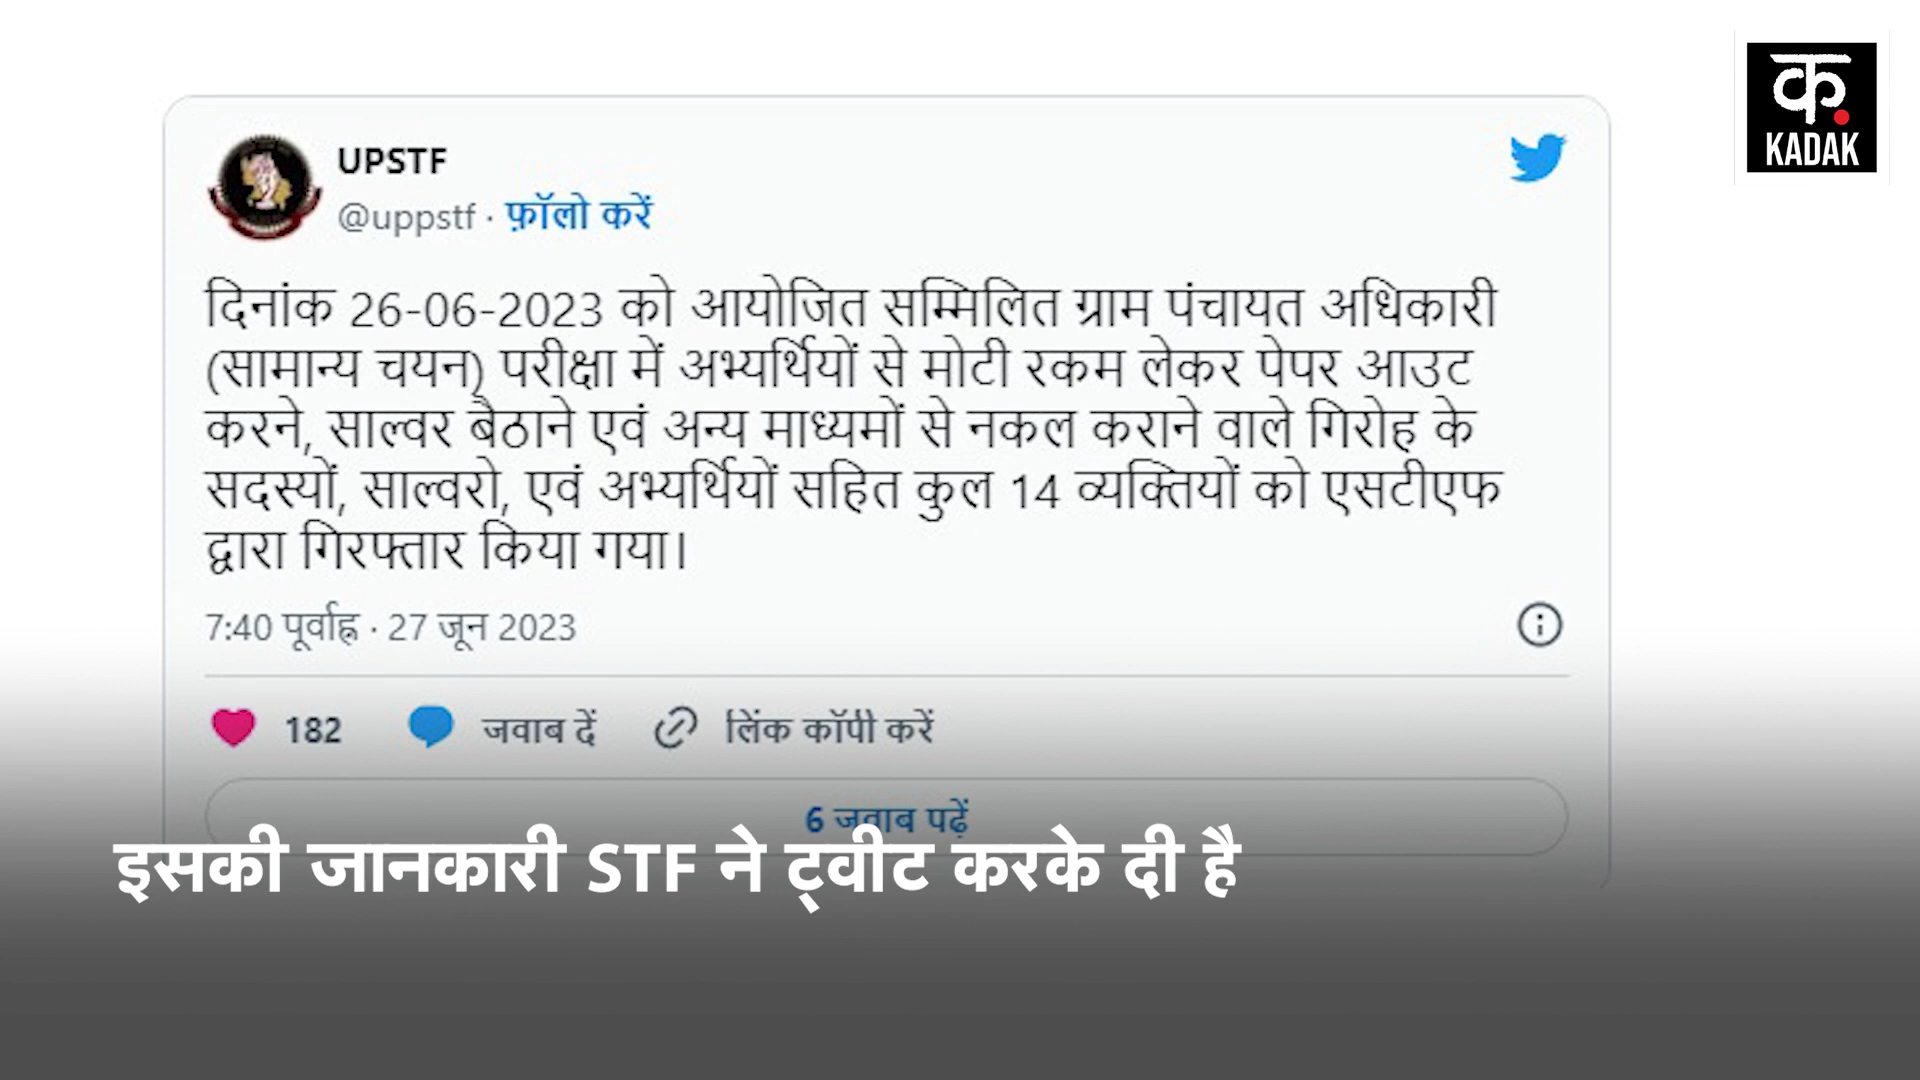 क
KADAK
UPSTF
@uppstf · फ़ॉलो करें
दिनांक 26-06-2023 को आयोजित सम्मिलित ग्राम पंचायत अधिकारी
(सामान्य चयन) परीक्षा में अभ्यर्थियों से मोटी रकम लेकर पेपर आउट
करने, साल्वर बैठाने एवं अन्य माध्यमों से नकल कराने वाले गिरोह के
सदस्यों, साल्वरो, एवं अभ्यर्थियों सहित कुल 14 व्यक्तियों को एसटीएफ
द्वारा गिरफ्तार किया गया।
7:40 पूर्वाह्न · 27 जून 2023
182 जवाब दें लिंक कॉपी करें
6 जवाब पढ़ें
इसकी जानकारी STF ने ट्वीट करके दी है